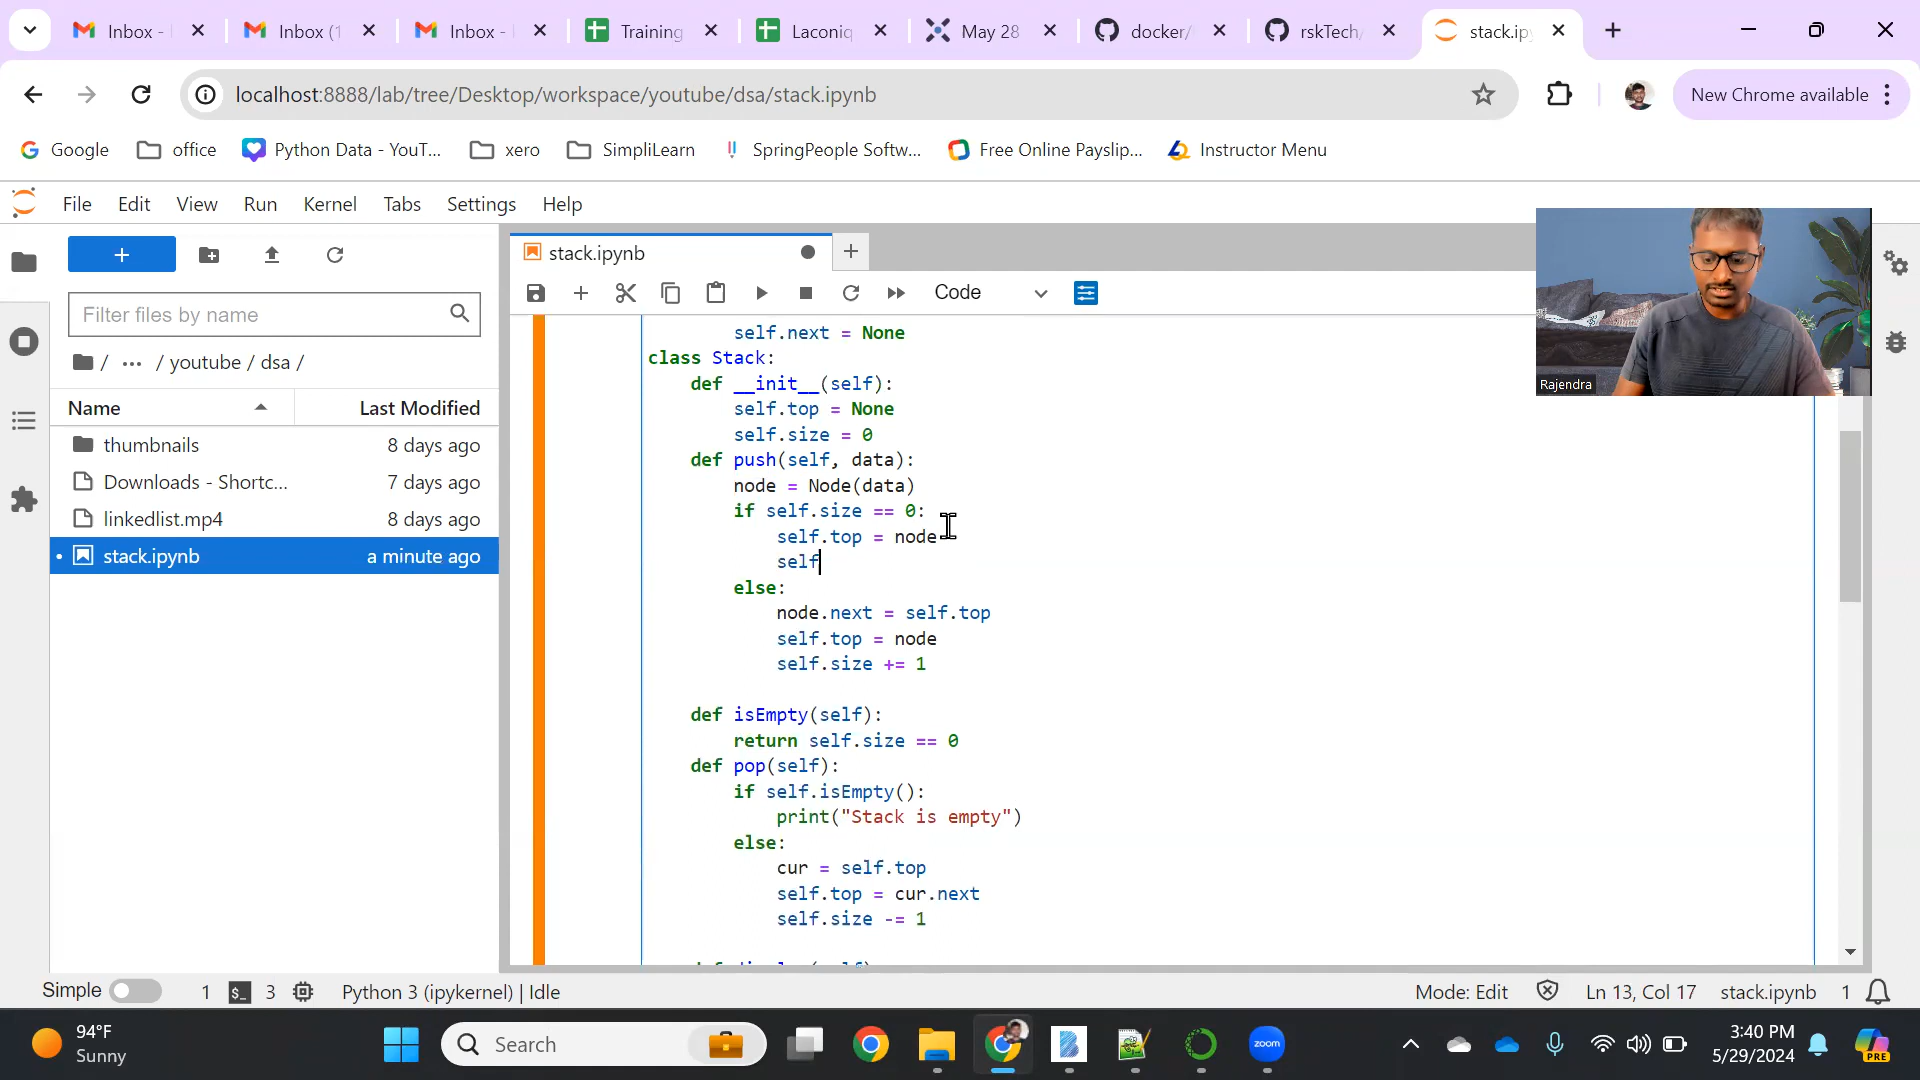 Inbox -
Inbox (1
Inbox -
Training
Laconiq
May 28
docker/
rskTech/
stack.ip
localhost:8888/lab/tree/Desktop/workspace/youtube/dsa/stack.ipynb
New Chrome available
Google
office
Python Data - YouT...
xero
SimpliLearn
SpringPeople Softw...
Free Online Payslip...
Instructor Menu
File
Edit
View
Run
Kernel
Tabs
Settings
Help
+
Filter files by name
/ ... / youtube / dsa /
Name
Last Modified
thumbnails
8 days ago
Downloads - Shortc...
7 days ago
linkedlist.mp4
8 days ago
stack.ipynb
a minute ago
stack.ipynb
Code
Rajendra
self.next = None
class Stack:
def __init__(self):
self.top = None
self.size = 0
def push(self, data):
node = Node(data)
if self.size == 0:
self.top = node
self
else:
node.next = self.top
self.top = node
self.size += 1
def isEmpty(self):
return self.size == 0
def pop(self):
if self.isEmpty():
print("Stack is empty")
else:
cur = self.top
self.top = cur.next
self.size -= 1
Simple
1
$_
3
Python 3 (ipykernel) | Idle
Mode: Edit
Ln 13, Col 17
stack.ipynb
1
94°F
Sunny
Search
zoom
3:40 PM
5/29/2024
PRE